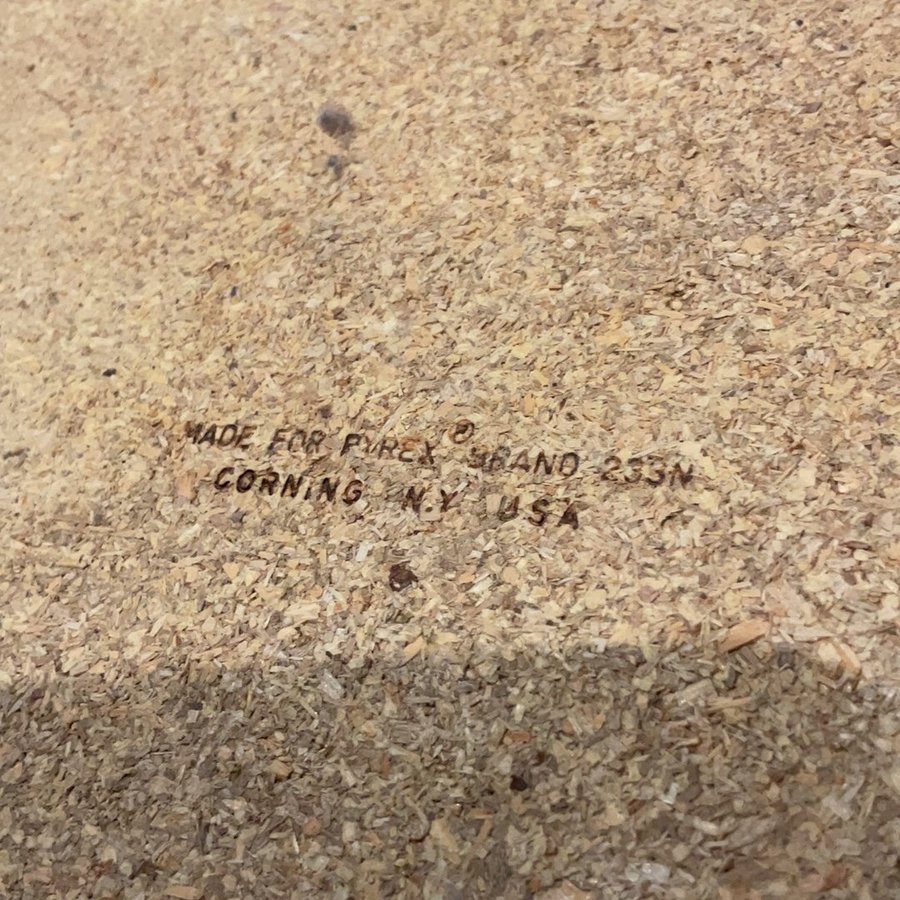 MADE FOR PYREX® BRAND 233N
CORNING N.Y USA